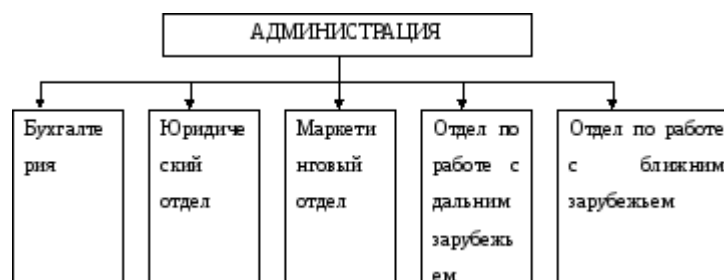 АДМИНИСТРАЦИЯ
Бухгалте
рия
Юридиче
ский
отдел
Маркети
нговый
отдел
Отдел по
работе с
дальним
зарубежь
ем
Отдел по работе
с ближним
зарубежьем